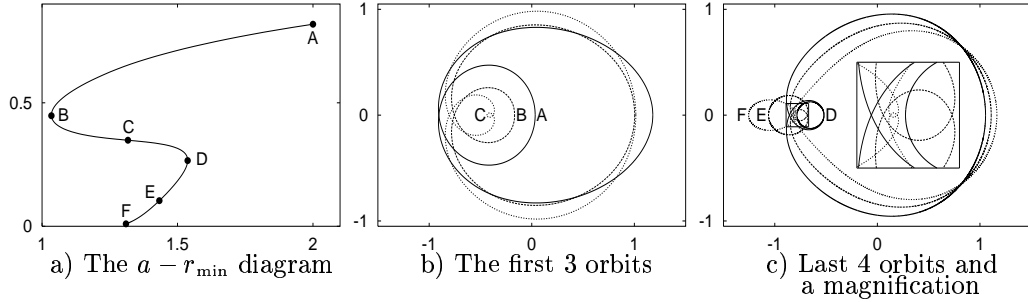 A
B
C
D
E
F
0.5
0
1
1.5
2
a) The a − r_min diagram
1
0
-1
-1
0
1
C
B
A
b) The first 3 orbits
1
0
-1
-1
0
1
F
E
D
c) Last 4 orbits and
a magnification